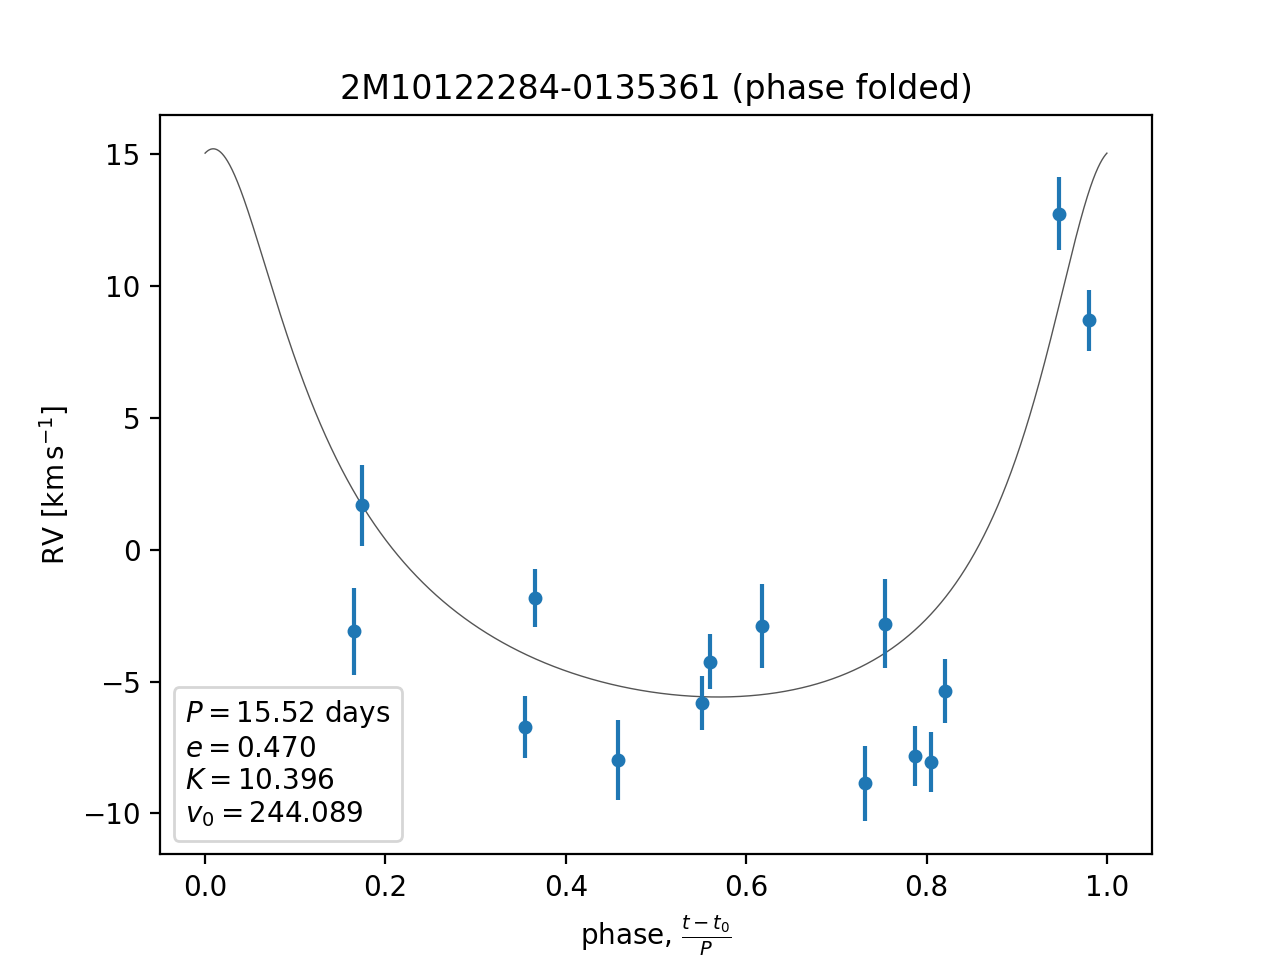 2M10122284-0135361 (phase folded)
RV [km s⁻¹]
15
10
5
0
−5
−10
P = 15.52 days
e = 0.470
K = 10.396
v₀ = 244.089
0.0 0.2 0.4 0.6 0.8 1.0
phase, (t − t₀)/P